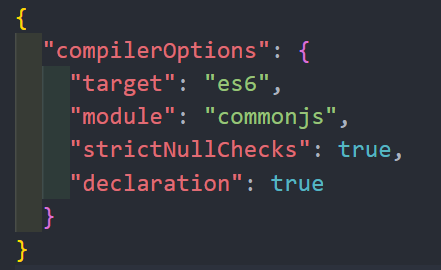 {
"compilerOptions": {
"target": "es6",
"module": "commonjs",
"strictNullChecks": true,
"declaration": true
}
}